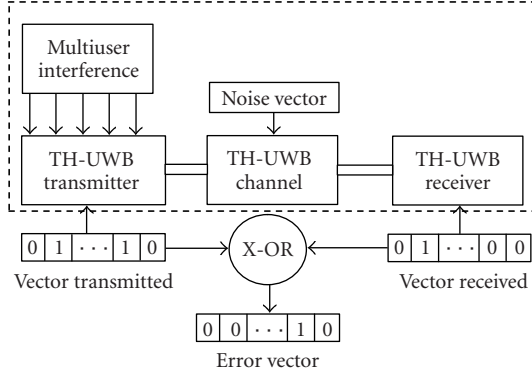 Multiuser
interference
Noise vector
TH-UWB
transmitter
TH-UWB
channel
TH-UWB
receiver
0 1 ··· 1 0
Vector transmitted
X-OR
0 1 ··· 0 0
Vector received
0 0 ··· 1 0
Error vector